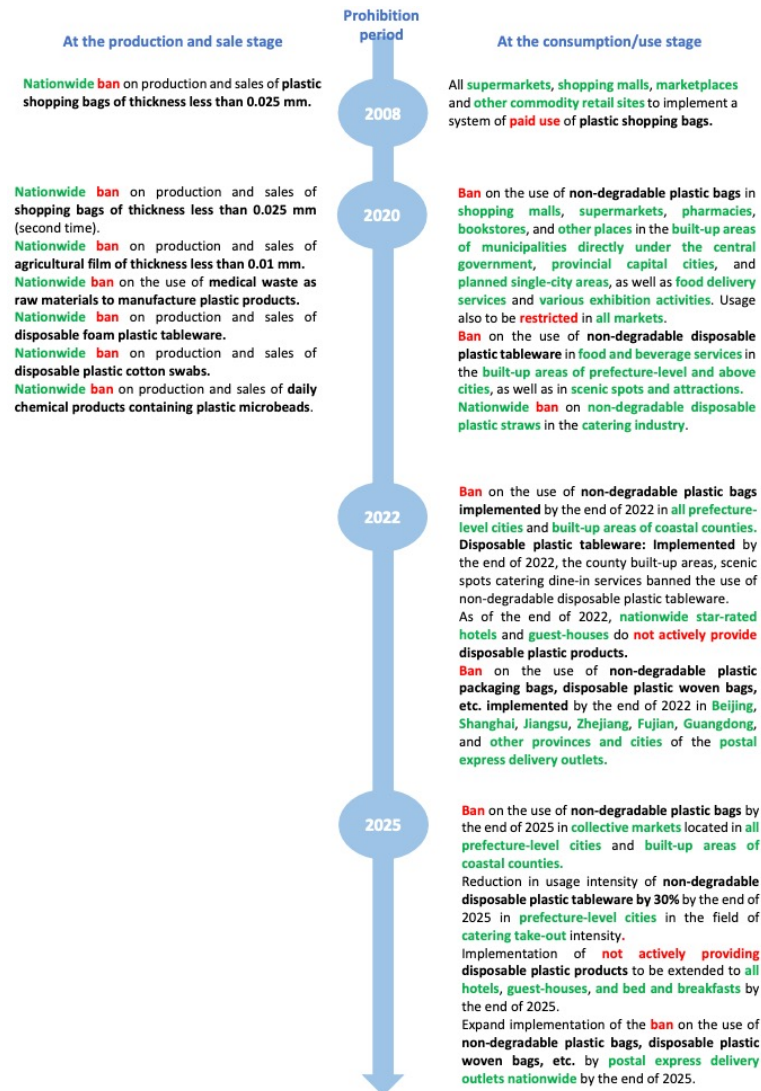 Prohibition
period
At the production and sale stage
At the consumption/use stage
2008
Nationwide ban on production and sales of plastic
shopping bags of thickness less than 0.025 mm.
All supermarkets, shopping malls, marketplaces
and other commodity retail sites to implement a
system of paid use of plastic shopping bags.
2020
Nationwide ban on production and sales of
shopping bags of thickness less than 0.025 mm
(second time).
Nationwide ban on production and sales of
agricultural film of thickness less than 0.01 mm.
Nationwide ban on the use of medical waste as
raw materials to manufacture plastic products.
Nationwide ban on production and sales of
disposable foam plastic tableware.
Nationwide ban on production and sales of
disposable plastic cotton swabs.
Nationwide ban on production and sales of daily
chemical products containing plastic microbeads.
Ban on the use of non-degradable plastic bags in
shopping malls, supermarkets, pharmacies,
bookstores, and other places in the built-up areas
of municipalities directly under the central
government, provincial capital cities, and
planned single-city areas, as well as food delivery
services and various exhibition activities. Usage
also to be restricted in all markets.
Ban on the use of non-degradable disposable
plastic tableware in food and beverage services in
the built-up areas of prefecture-level and above
cities, as well as in scenic spots and attractions.
Nationwide ban on non-degradable disposable
plastic straws in the catering industry.
2022
Ban on the use of non-degradable plastic bags
implemented by the end of 2022 in all prefecture-
level cities and built-up areas of coastal counties.
Disposable plastic tableware: Implemented by
the end of 2022, the county built-up areas, scenic
spots catering dine-in services banned the use of
non-degradable disposable plastic tableware.
As of the end of 2022, nationwide star-rated
hotels and guest-houses do not actively provide
disposable plastic products.
Ban on the use of non-degradable plastic
packaging bags, disposable plastic woven bags,
etc. implemented by the end of 2022 in Beijing,
Shanghai, Jiangsu, Zhejiang, Fujian, Guangdong,
and other provinces and cities of the postal
express delivery outlets.
2025
Ban on the use of non-degradable plastic bags by
the end of 2025 in collective markets located in all
prefecture-level cities and built-up areas of
coastal counties.
Reduction in usage intensity of non-degradable
disposable plastic tableware by 30% by the end of
2025 in prefecture-level cities in the field of
catering take-out intensity.
Implementation of not actively providing
disposable plastic products to be extended to all
hotels, guest-houses, and bed and breakfasts by
the end of 2025.
Expand implementation of the ban on the use of
non-degradable plastic bags, disposable plastic
woven bags, etc. by postal express delivery
outlets nationwide by the end of 2025.